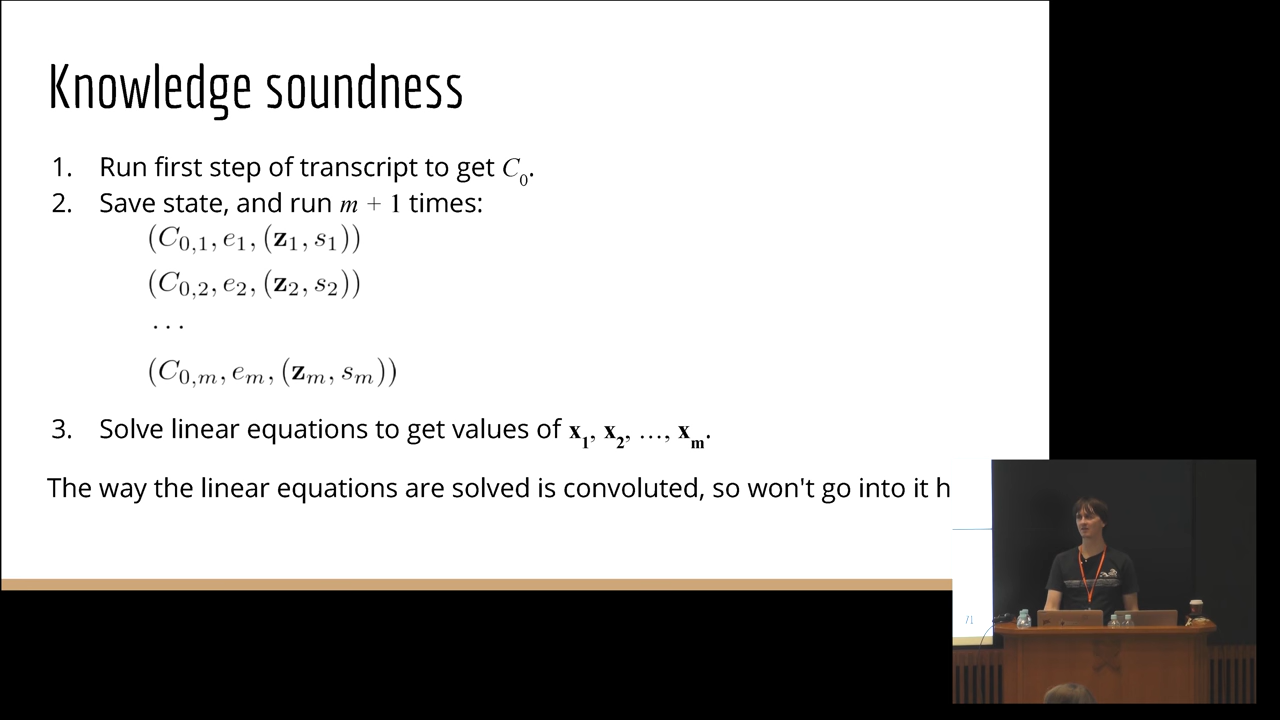 Knowledge soundness
1. Run first step of transcript to get C₀.
2. Save state, and run m + 1 times:
(C₀,₁, e₁, (z₁, s₁))
(C₀,₂, e₂, (z₂, s₂))
...
(C₀,ₘ, eₘ, (zₘ, sₘ))
3. Solve linear equations to get values of x₁, x₂, ..., xₘ.
The way the linear equations are solved is convoluted, so won't go into it h
71